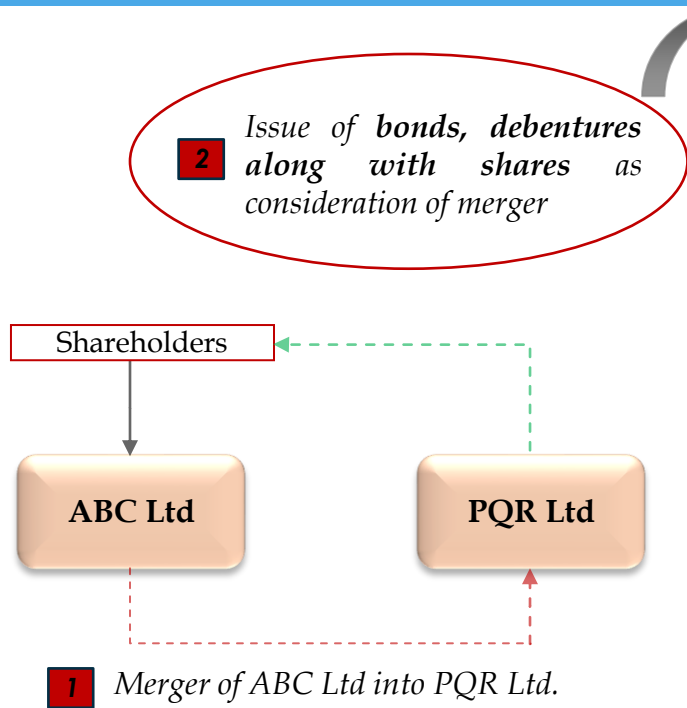 2
Issue of bonds, debentures
along with shares as
consideration of merger
Shareholders
ABC Ltd
PQR Ltd
1
Merger of ABC Ltd into PQR Ltd.